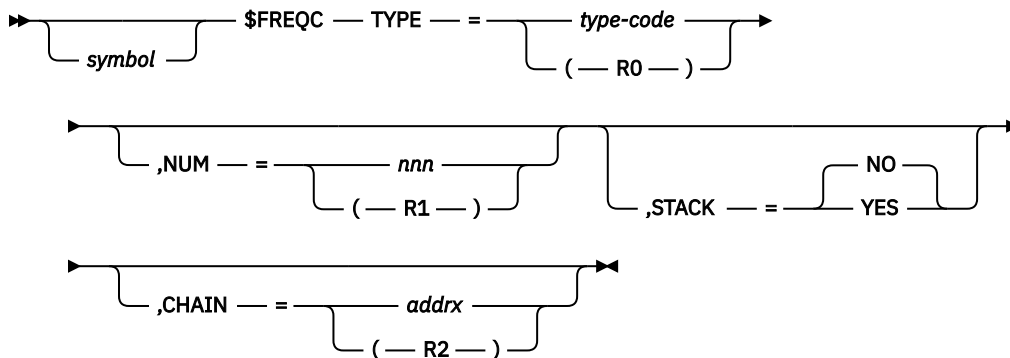 $FREQC TYPE = type-code
symbol
( R0 )
,NUM = nnn
( R1 )
NO
,STACK = YES
,CHAIN = addrx
( R2 )